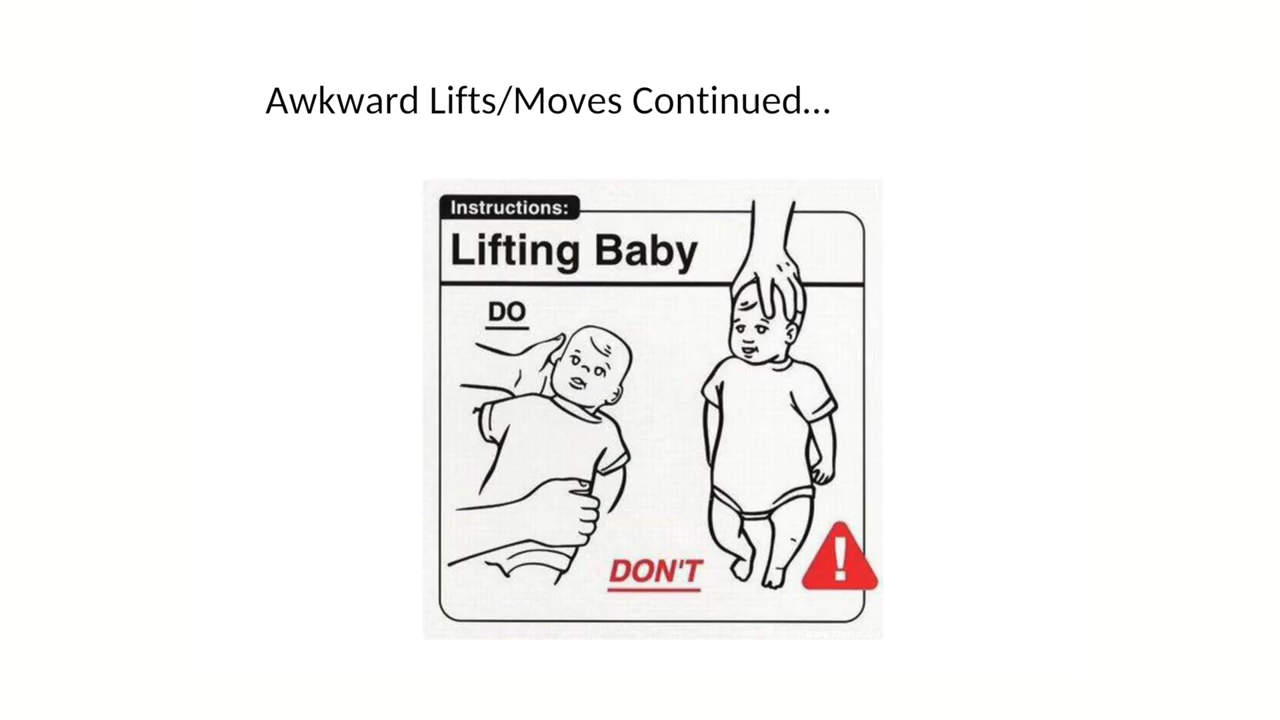 Awkward Lifts/Moves Continued...
Instructions:
Lifting Baby
DO
DON'T
!